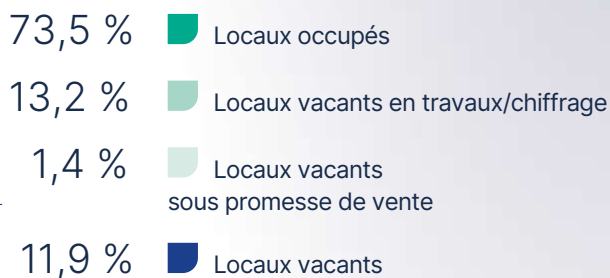 73,5 % Locaux occupés
13,2 % Locaux vacants en travaux/chiffrage
1,4 % Locaux vacants
sous promesse de vente
11,9 % Locaux vacants